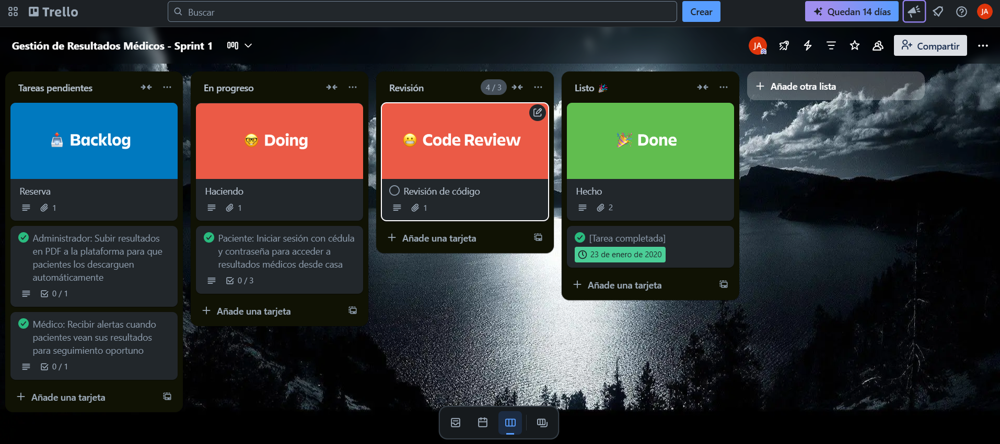 Trello
Buscar
Crear
Quedan 14 días
JA
Gestión de Resultados Médicos - Sprint 1
JA
Compartir
Tareas pendientes
Backlog
Reserva
1
Administrador: Subir resultados
en PDF a la plataforma para que
pacientes los descarguen
automáticamente
0 / 1
Médico: Recibir alertas cuando
pacientes vean sus resultados
para seguimiento oportuno
0 / 1
Añade una tarjeta
En progreso
Doing
Haciendo
1
Paciente: Iniciar sesión con cédula
y contraseña para acceder a
resultados médicos desde casa
0 / 3
Añade una tarjeta
Revisión
4 / 3
Code Review
Revisión de código
1
Añade una tarjeta
Listo 🎉
Done
Hecho
2
[Tarea completada]
23 de enero de 2020
Añade una tarjeta
Añade otra lista